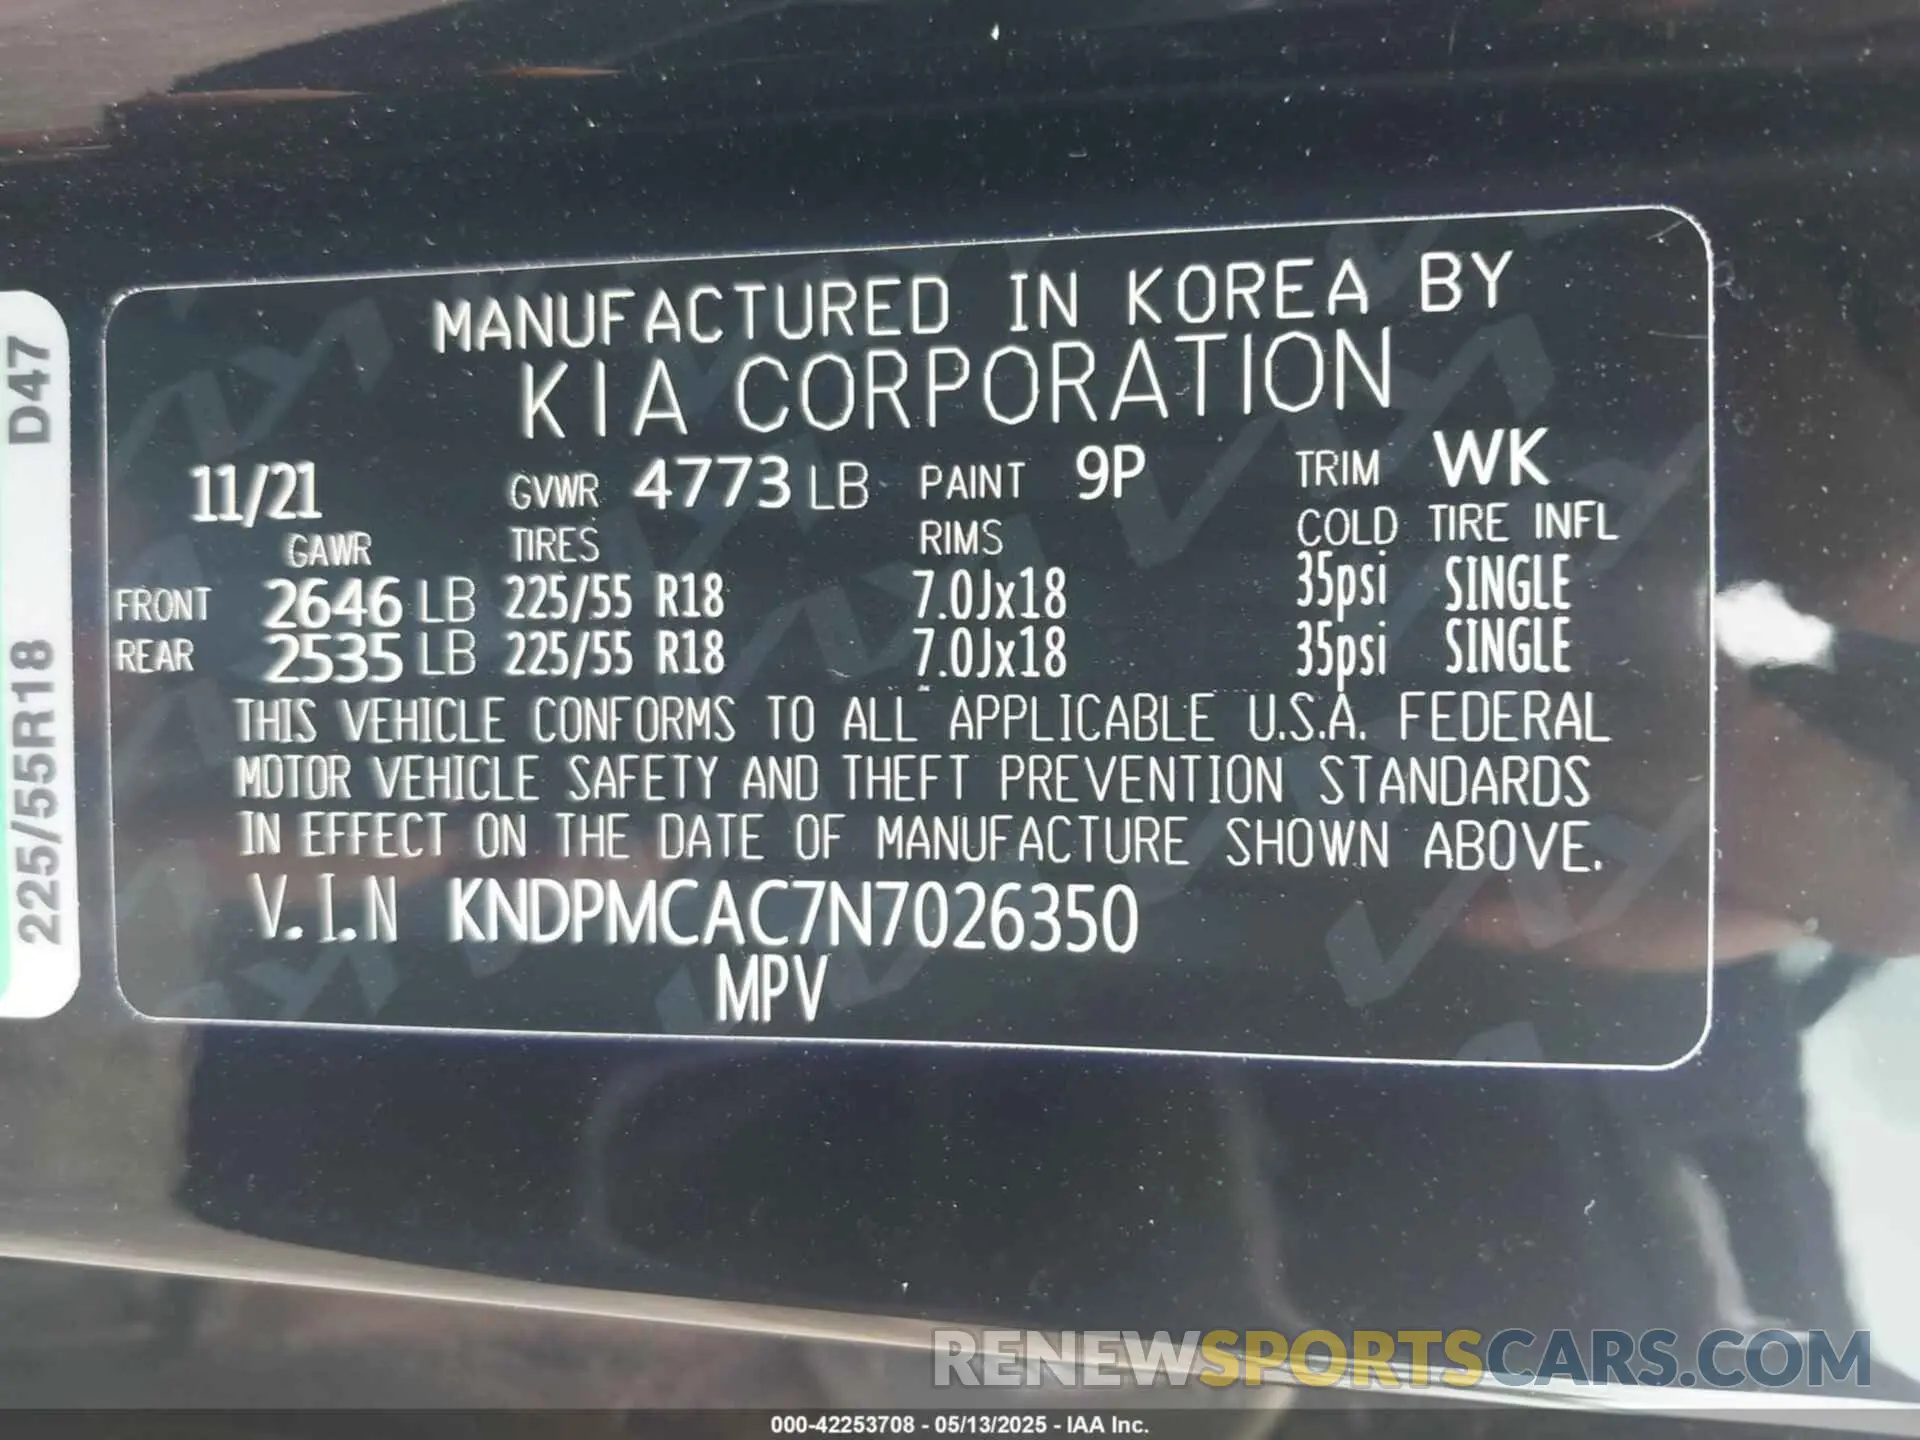 MANUFACTURED IN KOREA BY
KIA CORPORATION
11/21 GVWR 4773 LB PAINT 9P TRIM WK
GAWR TIRES RIMS COLD TIRE INFL
FRONT 2646 LB 225/55 R18 7.0Jx18 35psi SINGLE
REAR 2535 LB 225/55 R18 7.0Jx18 35psi SINGLE
THIS VEHICLE CONFORMS TO ALL APPLICABLE U.S.A. FEDERAL
MOTOR VEHICLE SAFETY AND THEFT PREVENTION STANDARDS
IN EFFECT ON THE DATE OF MANUFACTURE SHOWN ABOVE.
V.I.N KNDPMCAC7N7026350
MPV
225/55R18 D47
RENEWSPORTSCARS.COM
000-42253708 - 05/13/2025 - IAA Inc.